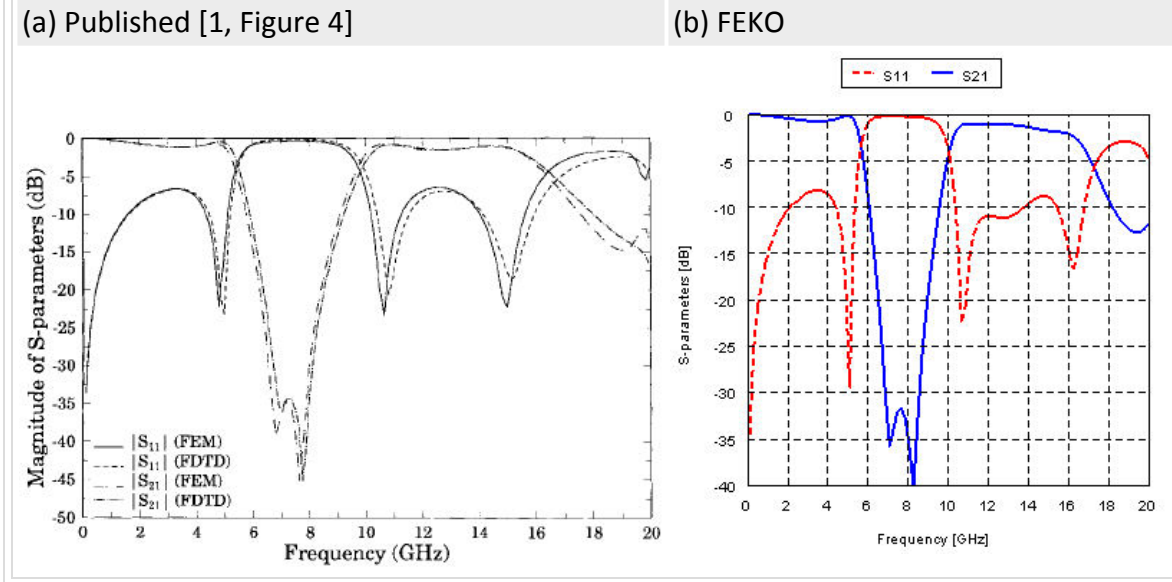 (a) Published [1, Figure 4]
(b) FEKO
S11 S21
0
-5
-10
-15
-20
-25
-30
-35
-40
-45
-50
Magnitude of S-parameters (dB)
|S11| (FEM)
|S11| (FDTD)
|S21| (FEM)
|S21| (FDTD)
0 2 4 6 8 10 12 14 16 18 20
Frequency (GHz)
0
-5
-10
-15
-20
-25
-30
-35
-40
S-parameters [dB]
0 2 4 6 8 10 12 14 16 18 20
Frequency [GHz]